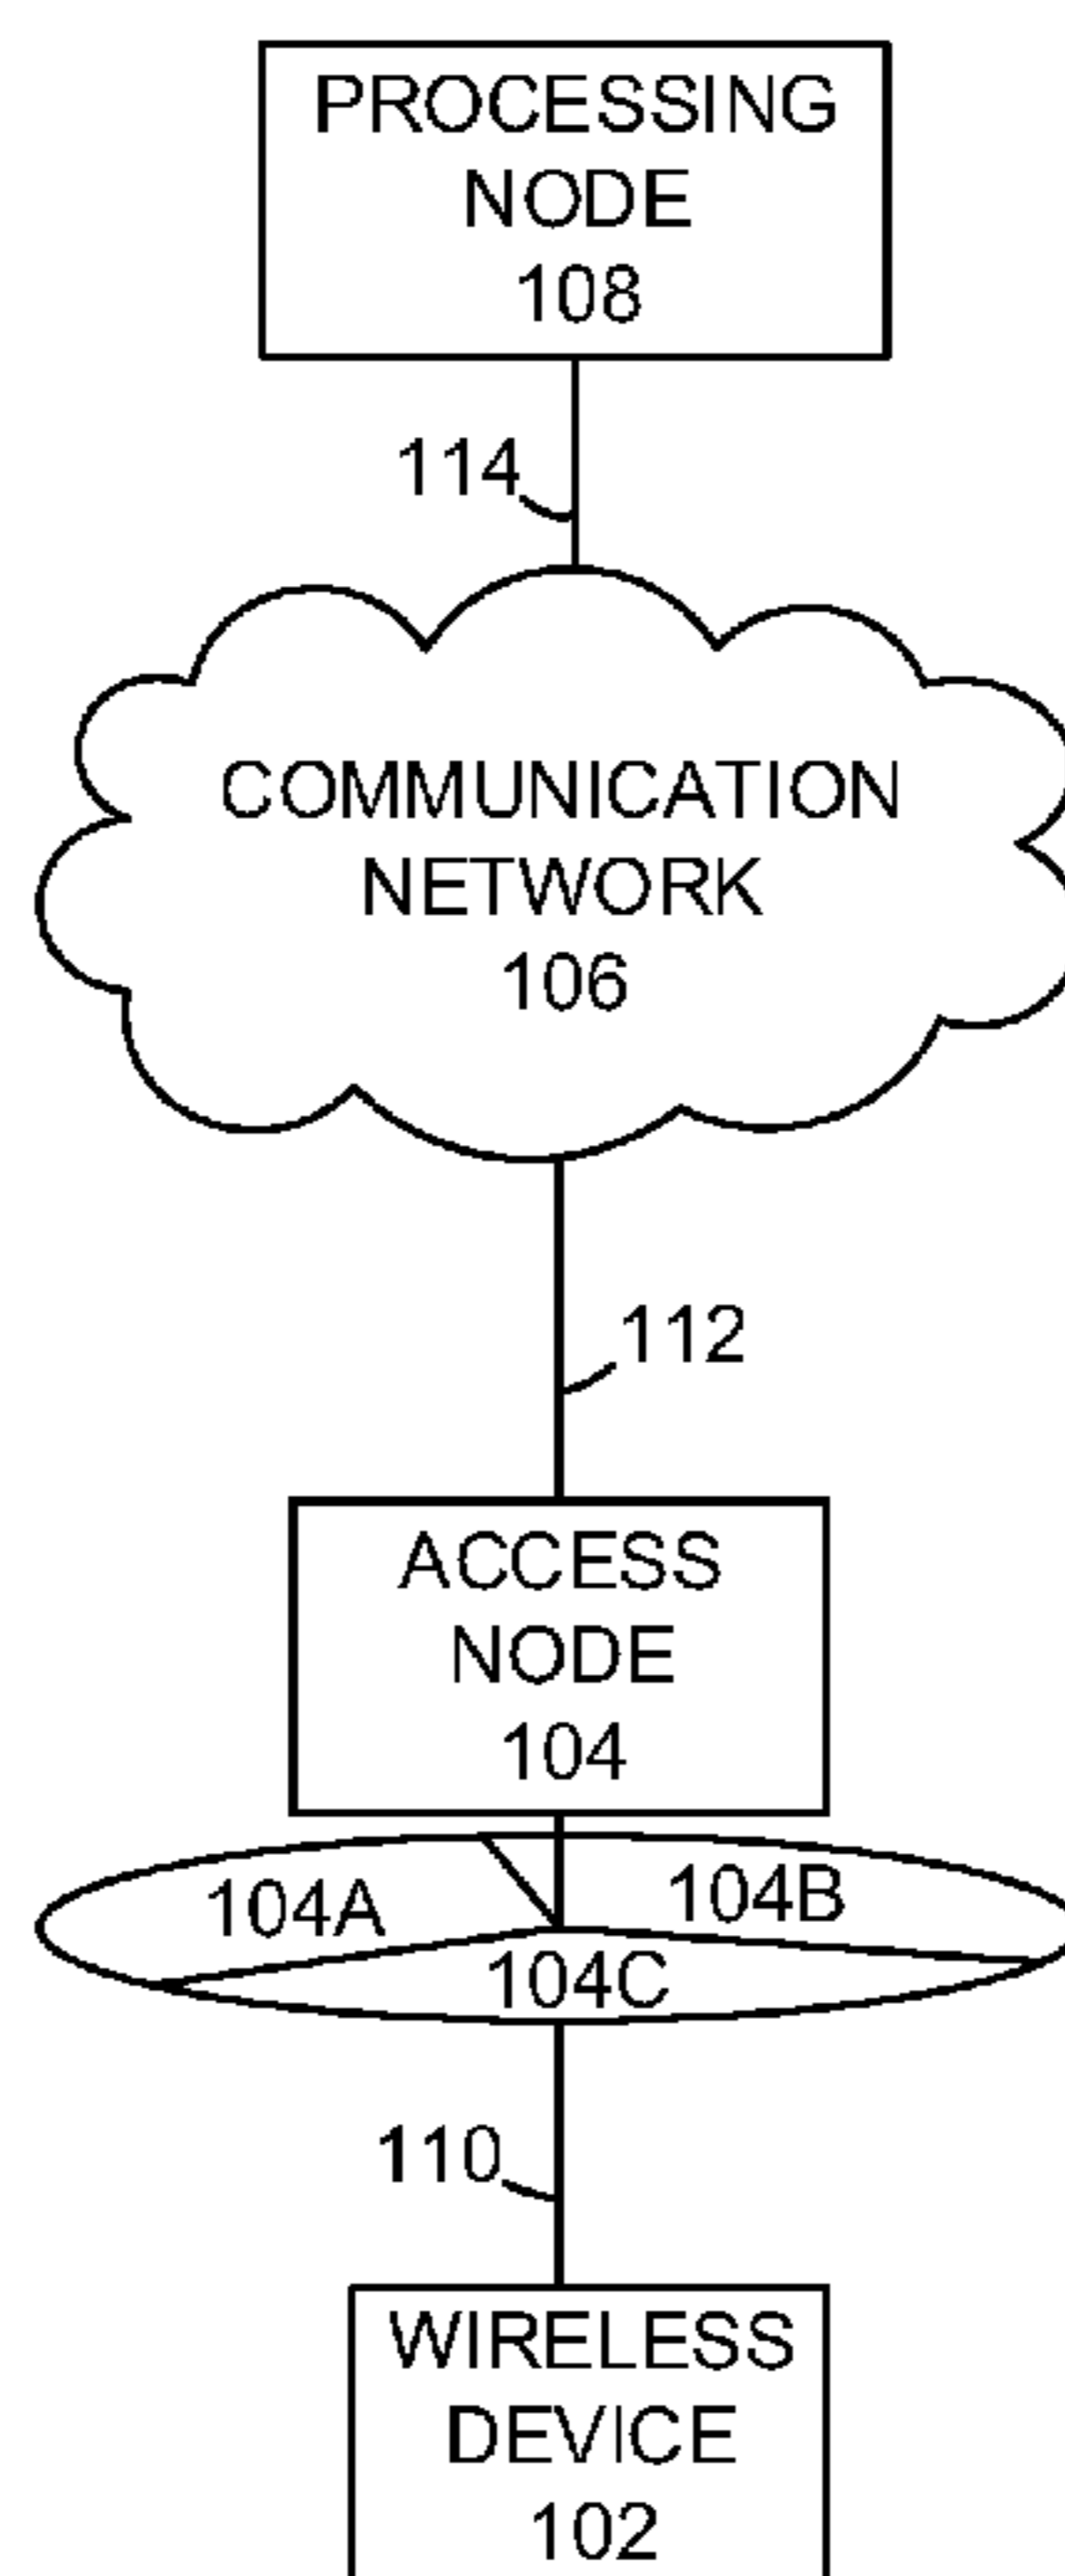 PROCESSING
NODE
108
114
COMMUNICATION
NETWORK
106
112
ACCESS
NODE
104
104A
104B
104C
110
WIRELESS
DEVICE
102